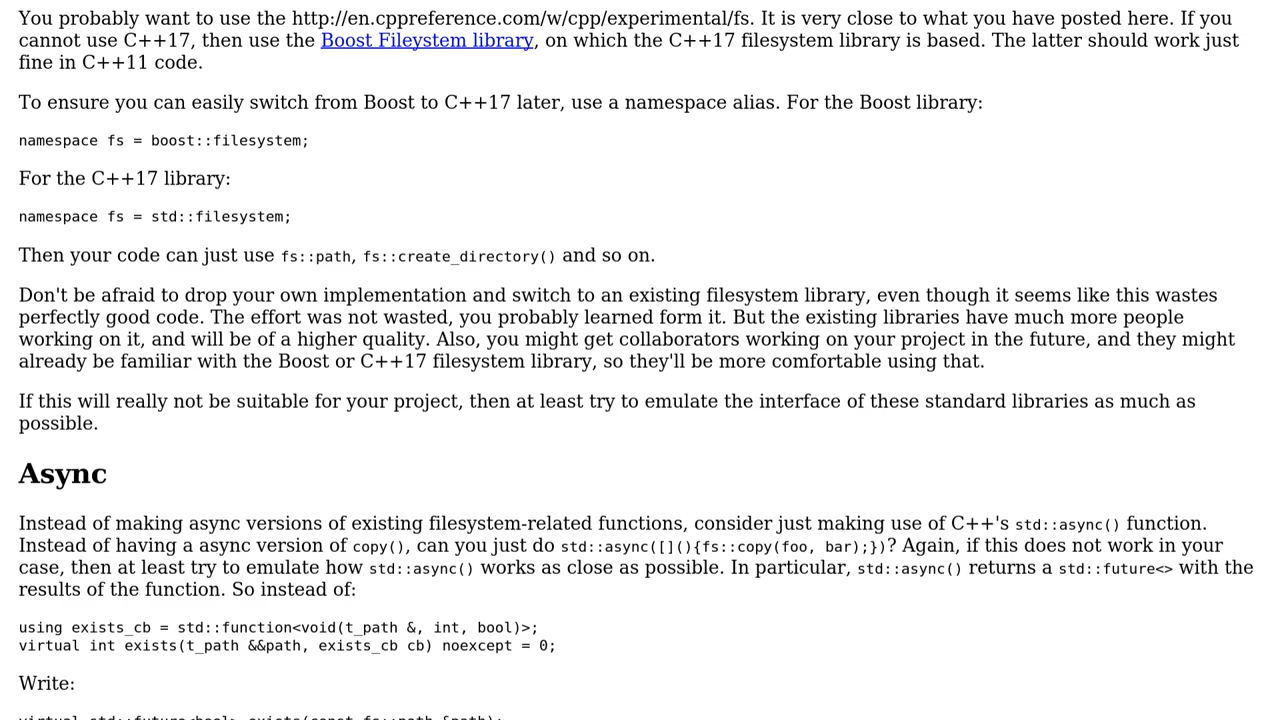 You probably want to use the http://en.cppreference.com/w/cpp/experimental/fs. It is very close to what you have posted here. If you
cannot use C++17, then use the Boost Fileystem library, on which the C++17 filesystem library is based. The latter should work just
fine in C++11 code.
To ensure you can easily switch from Boost to C++17 later, use a namespace alias. For the Boost library:
namespace fs = boost::filesystem;
For the C++17 library:
namespace fs = std::filesystem;
Then your code can just use fs::path, fs::create_directory() and so on.
Don't be afraid to drop your own implementation and switch to an existing filesystem library, even though it seems like this wastes
perfectly good code. The effort was not wasted, you probably learned form it. But the existing libraries have much more people
working on it, and will be of a higher quality. Also, you might get collaborators working on your project in the future, and they might
already be familiar with the Boost or C++17 filesystem library, so they'll be more comfortable using that.
If this will really not be suitable for your project, then at least try to emulate the interface of these standard libraries as much as
possible.
Async
Instead of making async versions of existing filesystem-related functions, consider just making use of C++'s std::async() function.
Instead of having a async version of copy(), can you just do std::async([](){fs::copy(foo, bar);})? Again, if this does not work in your
case, then at least try to emulate how std::async() works as close as possible. In particular, std::async() returns a std::future<> with the
results of the function. So instead of:
using exists_cb = std::function<void(t_path &, int, bool)>;
virtual int exists(t_path &&path, exists_cb cb) noexcept = 0;
Write:
virtual std::future<bool> exists(const fs::path &path);